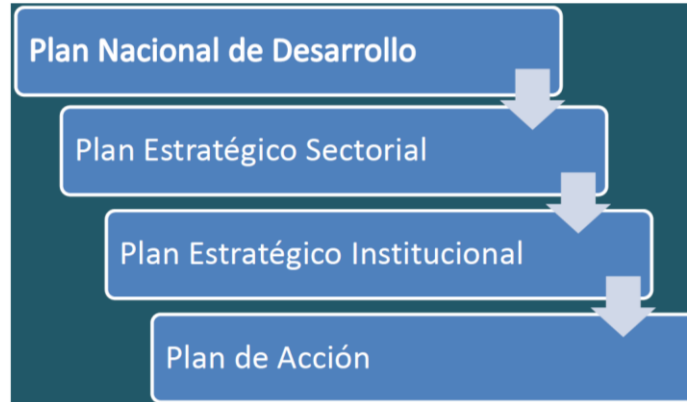 Plan Nacional de Desarrollo
Plan Estratégico Sectorial
Plan Estratégico Institucional
Plan de Acción